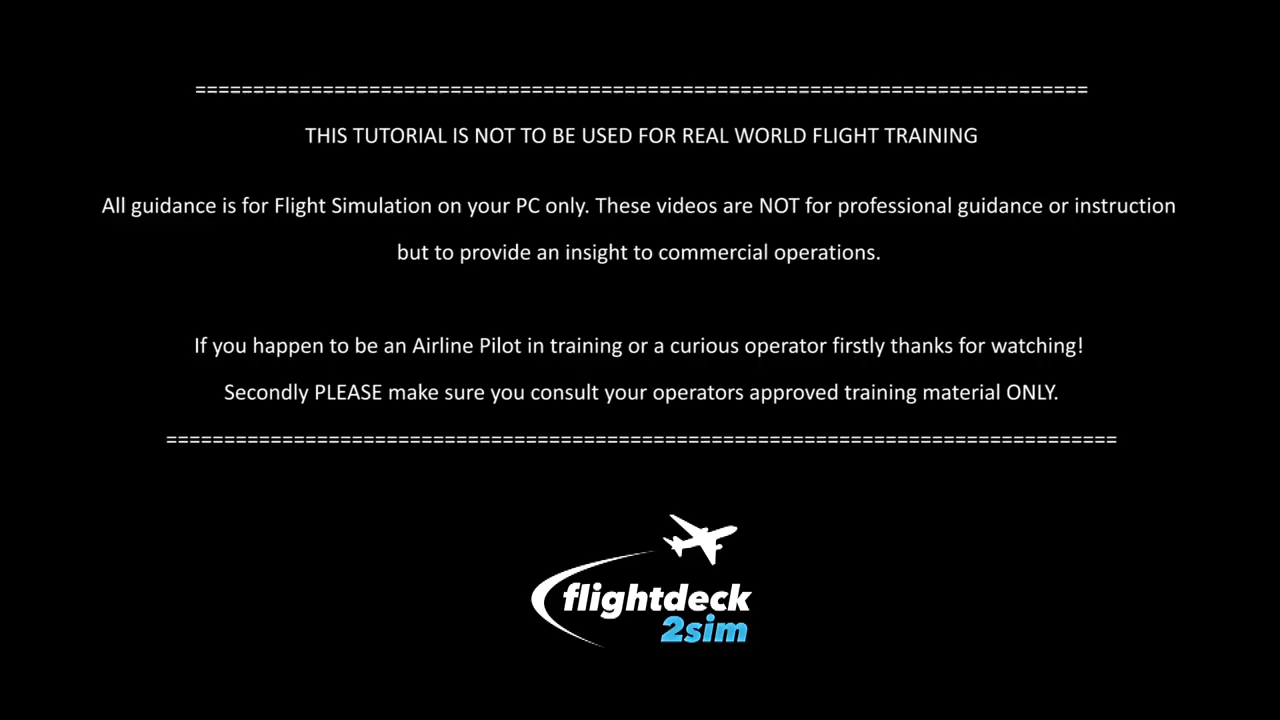 =============================================================================
THIS TUTORIAL IS NOT TO BE USED FOR REAL WORLD FLIGHT TRAINING
All guidance is for Flight Simulation on your PC only. These videos are NOT for professional guidance or instruction
but to provide an insight to commercial operations.
If you happen to be an Airline Pilot in training or a curious operator firstly thanks for watching!
Secondly PLEASE make sure you consult your operators approved training material ONLY.
==================================================================================
flightdeck
2sim